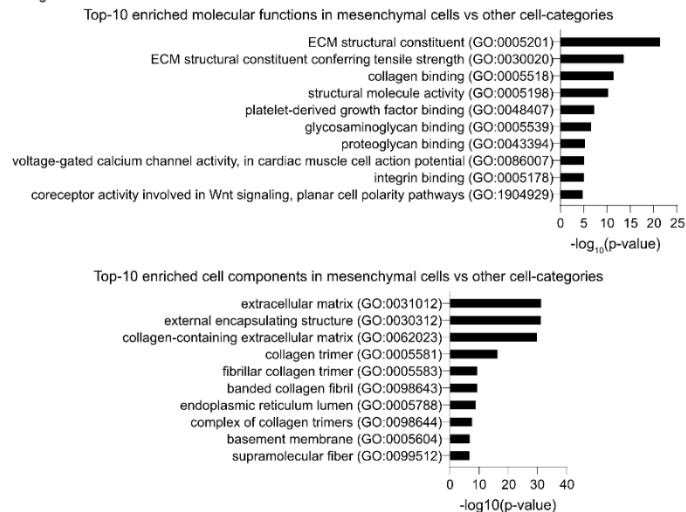 Top-10 enriched molecular functions in mesenchymal cells vs other cell-categories
ECM structural constituent (GO:0005201)
ECM structural constituent conferring tensile strength (GO:0030020)
collagen binding (GO:0005518)
structural molecule activity (GO:0005198)
platelet-derived growth factor binding (GO:0048407)
glycosaminoglycan binding (GO:0005539)
proteoglycan binding (GO:0043394)
voltage-gated calcium channel activity, in cardiac muscle cell action potential (GO:0086007)
integrin binding (GO:0005178)
coreceptor activity involved in Wnt signaling, planar cell polarity pathways (GO:1904929)
0 5 10 15 20 25
-log10(p-value)
Top-10 enriched cell components in mesenchymal cells vs other cell-categories
extracellular matrix (GO:0031012)
external encapsulating structure (GO:0030312)
collagen-containing extracellular matrix (GO:0062023)
collagen trimer (GO:0005581)
fibrillar collagen trimer (GO:0005583)
banded collagen fibril (GO:0098643)
endoplasmic reticulum lumen (GO:0005788)
complex of collagen trimers (GO:0098644)
basement membrane (GO:0005604)
supramolecular fiber (GO:0099512)
0 10 20 30 40
-log10(p-value)